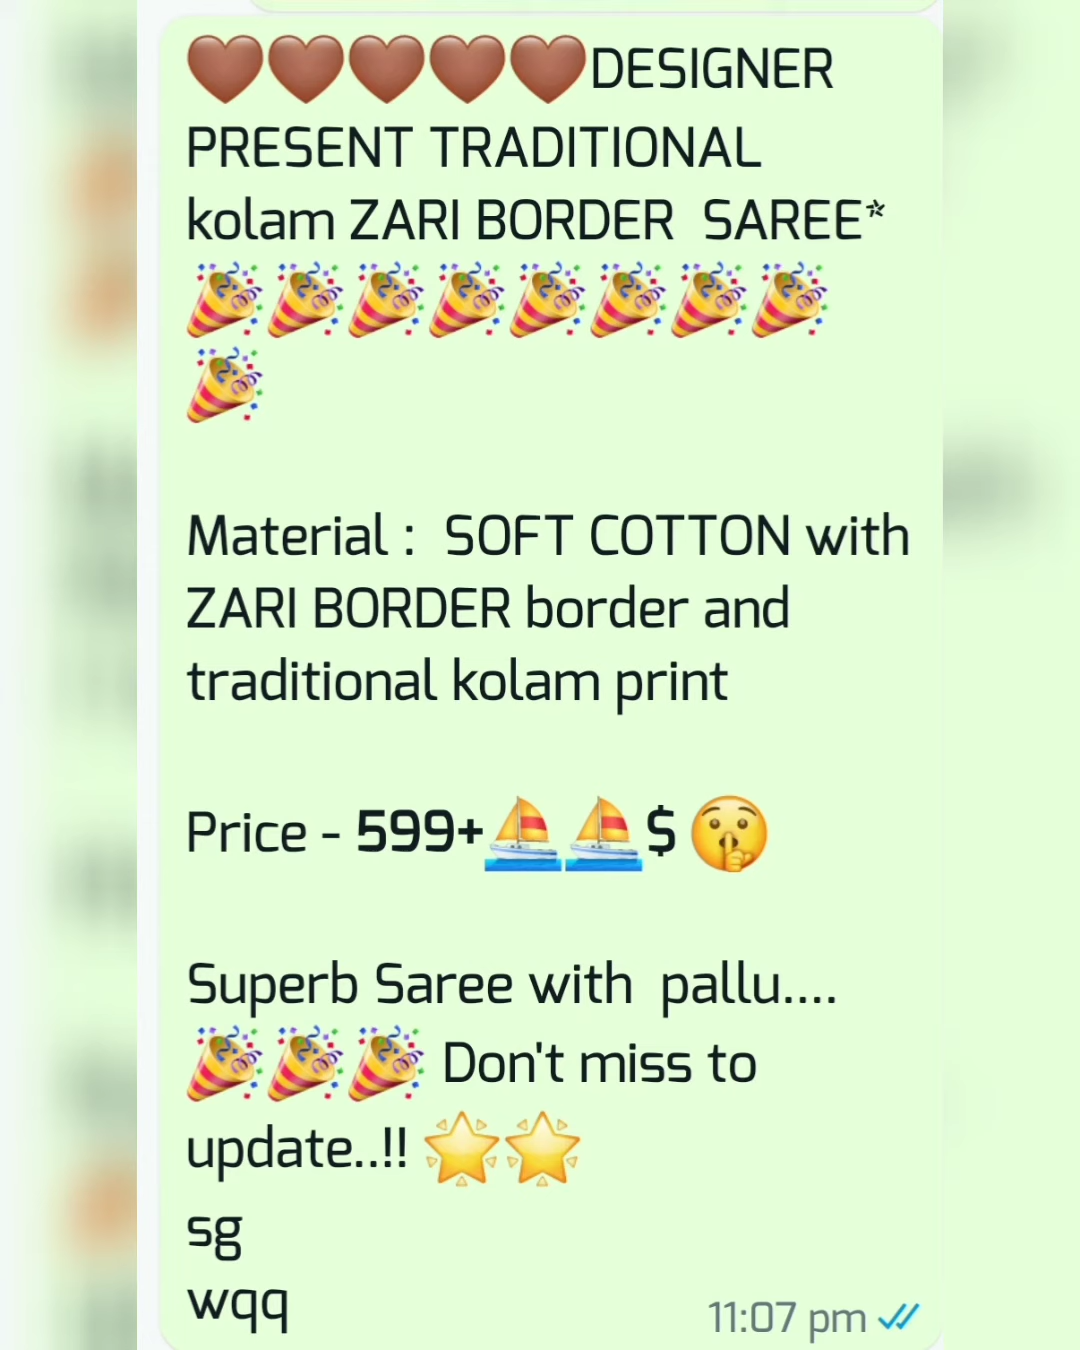 🤎🤎🤎🤎🤎DESIGNER
PRESENT TRADITIONAL
kolam ZARI BORDER  SAREE*
🎉🎉🎉🎉🎉🎉🎉🎉
🎉
Material :  SOFT COTTON with
ZARI BORDER border and
traditional kolam print
Price - 599+⛵⛵$ 🤫
Superb Saree with  pallu....
🎉🎉🎉 Don't miss to
update..!! 🌟🌟
sg
wqq
11:07 pm